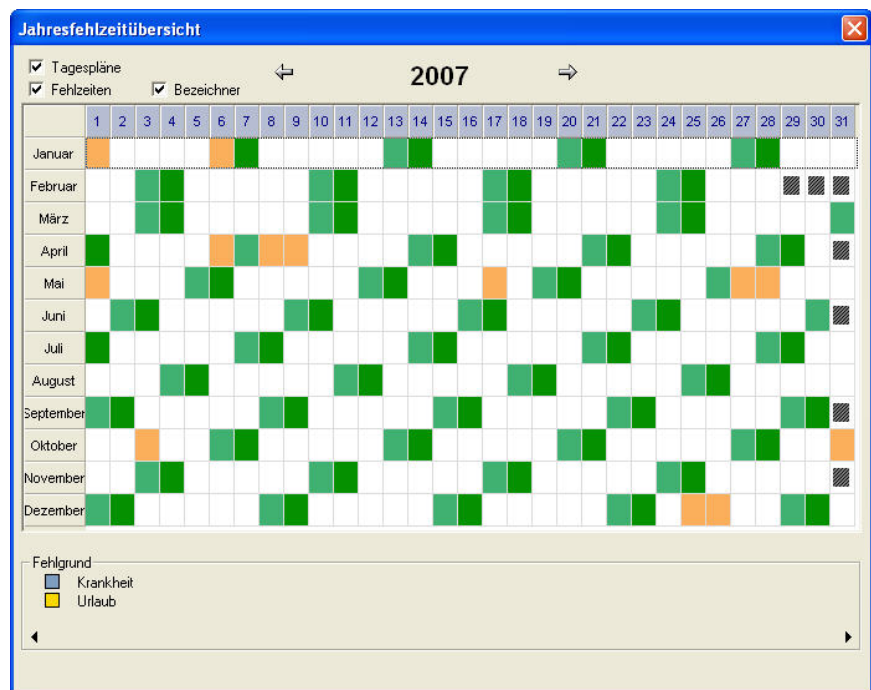 Jahresfehlzeitübersicht
Tagespläne
Fehlzeiten
Bezeichner
2007
1 2 3 4 5 6 7 8 9 10 11 12 13 14 15 16 17 18 19 20 21 22 23 24 25 26 27 28 29 30 31
Januar
Februar
März
April
Mai
Juni
Juli
August
September
Oktober
November
Dezember
Fehlgrund
Krankheit
Urlaub